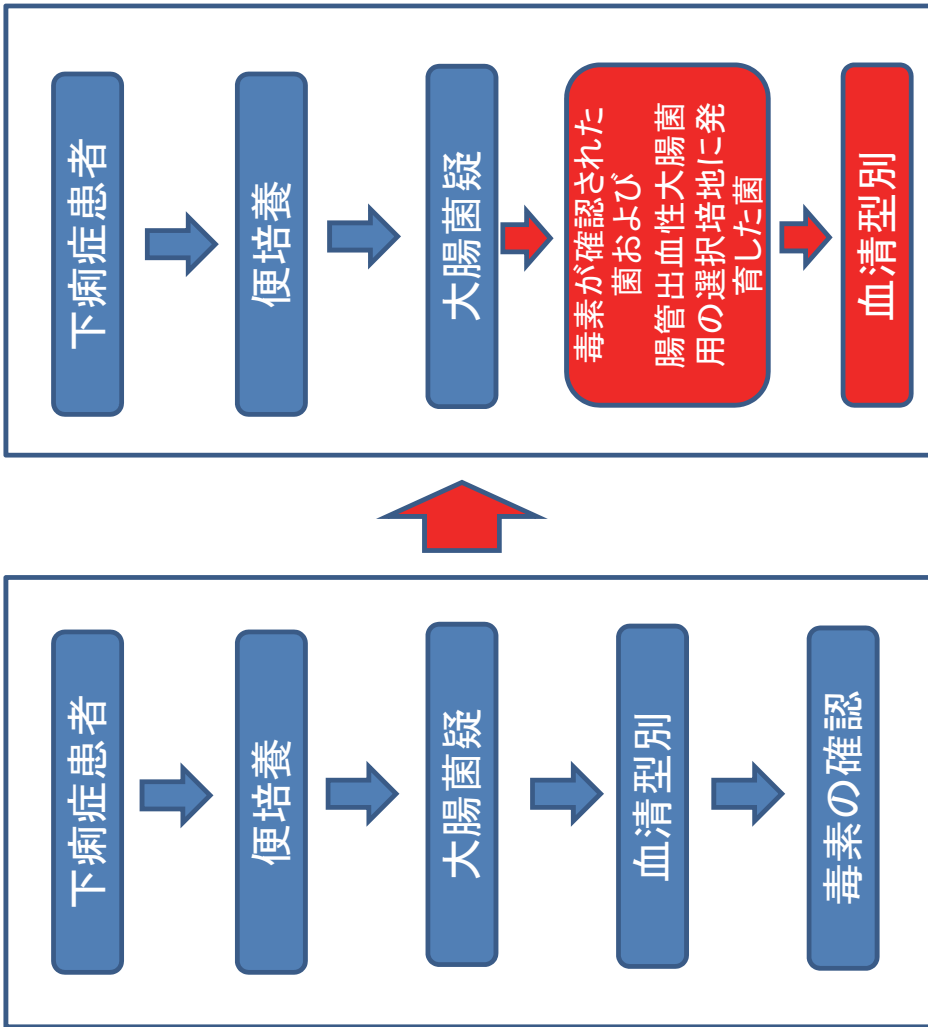 下痢症患者
便培養
大腸菌疑
血清型別
毒素の確認
下痢症患者
便培養
大腸菌疑
毒素が確認された
菌および
腸管出血性大腸菌
用の選択培地に発
育した菌
血清型別